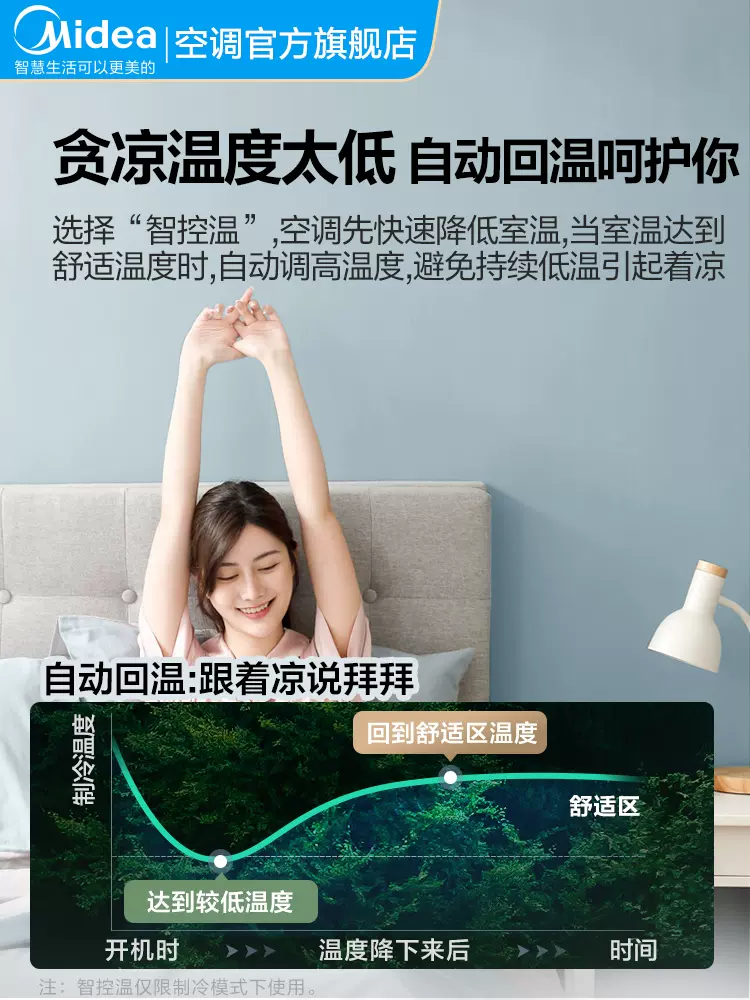 Midea
智慧生活可以更美的
空调官方旗舰店
贪凉温度太低 自动回温呵护你
选择“智控温”,空调先快速降低室温,当室温达到
舒适温度时,自动调高温度,避免持续低温引起着凉
自动回温:跟着凉说拜拜
制冷温度
回到舒适区温度
舒适区
达到较低温度
开机时
温度降下来后
时间
注：智控温仅限制冷模式下使用。